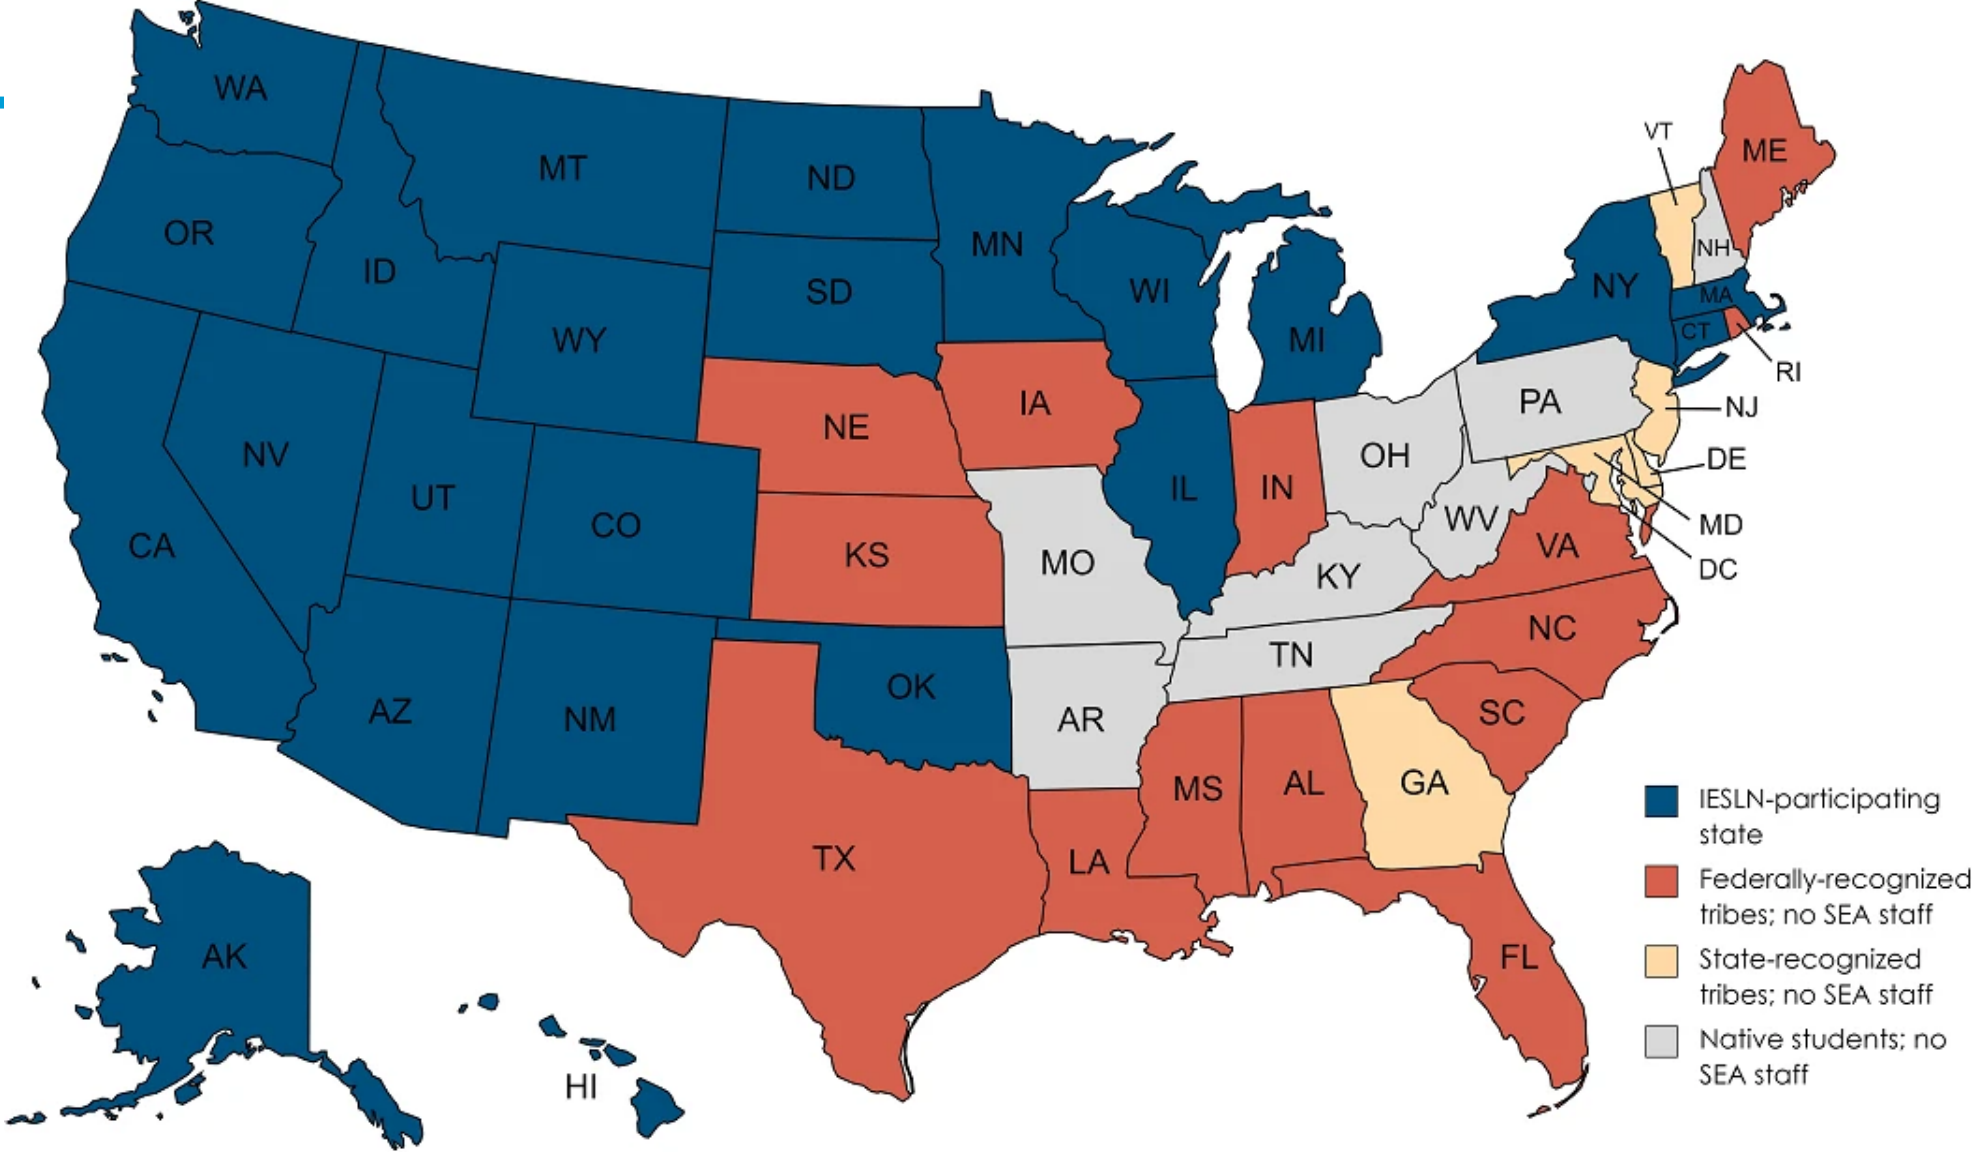 WA
MT
ND
MN
OR
ID
SD
WI
MI
WY
NE
IA
NV
UT
CO
CA
KS
MO
IL
IN
OH
PA
NY
VT
NH
ME
MA
CT
RI
NJ
DE
MD
DC
WV
VA
KY
NC
TN
SC
AZ
NM
OK
AR
TX
LA
MS
AL
GA
FL
AK
HI
IESLN-participating
state
Federally-recognized
tribes; no SEA staff
State-recognized
tribes; no SEA staff
Native students; no
SEA staff